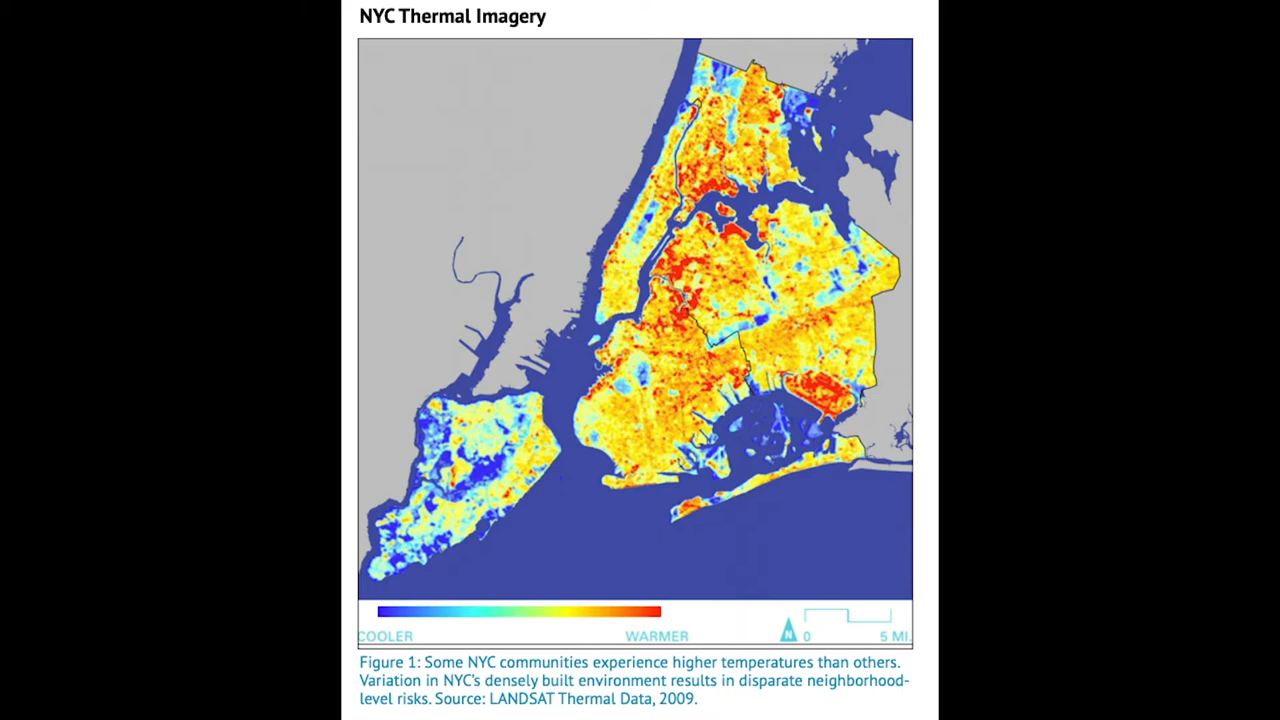 NYC Thermal Imagery
COOLER
WARMER
N
0
5 MI.
Figure 1: Some NYC communities experience higher temperatures than others.
Variation in NYC's densely built environment results in disparate neighborhood-
level risks. Source: LANDSAT Thermal Data, 2009.